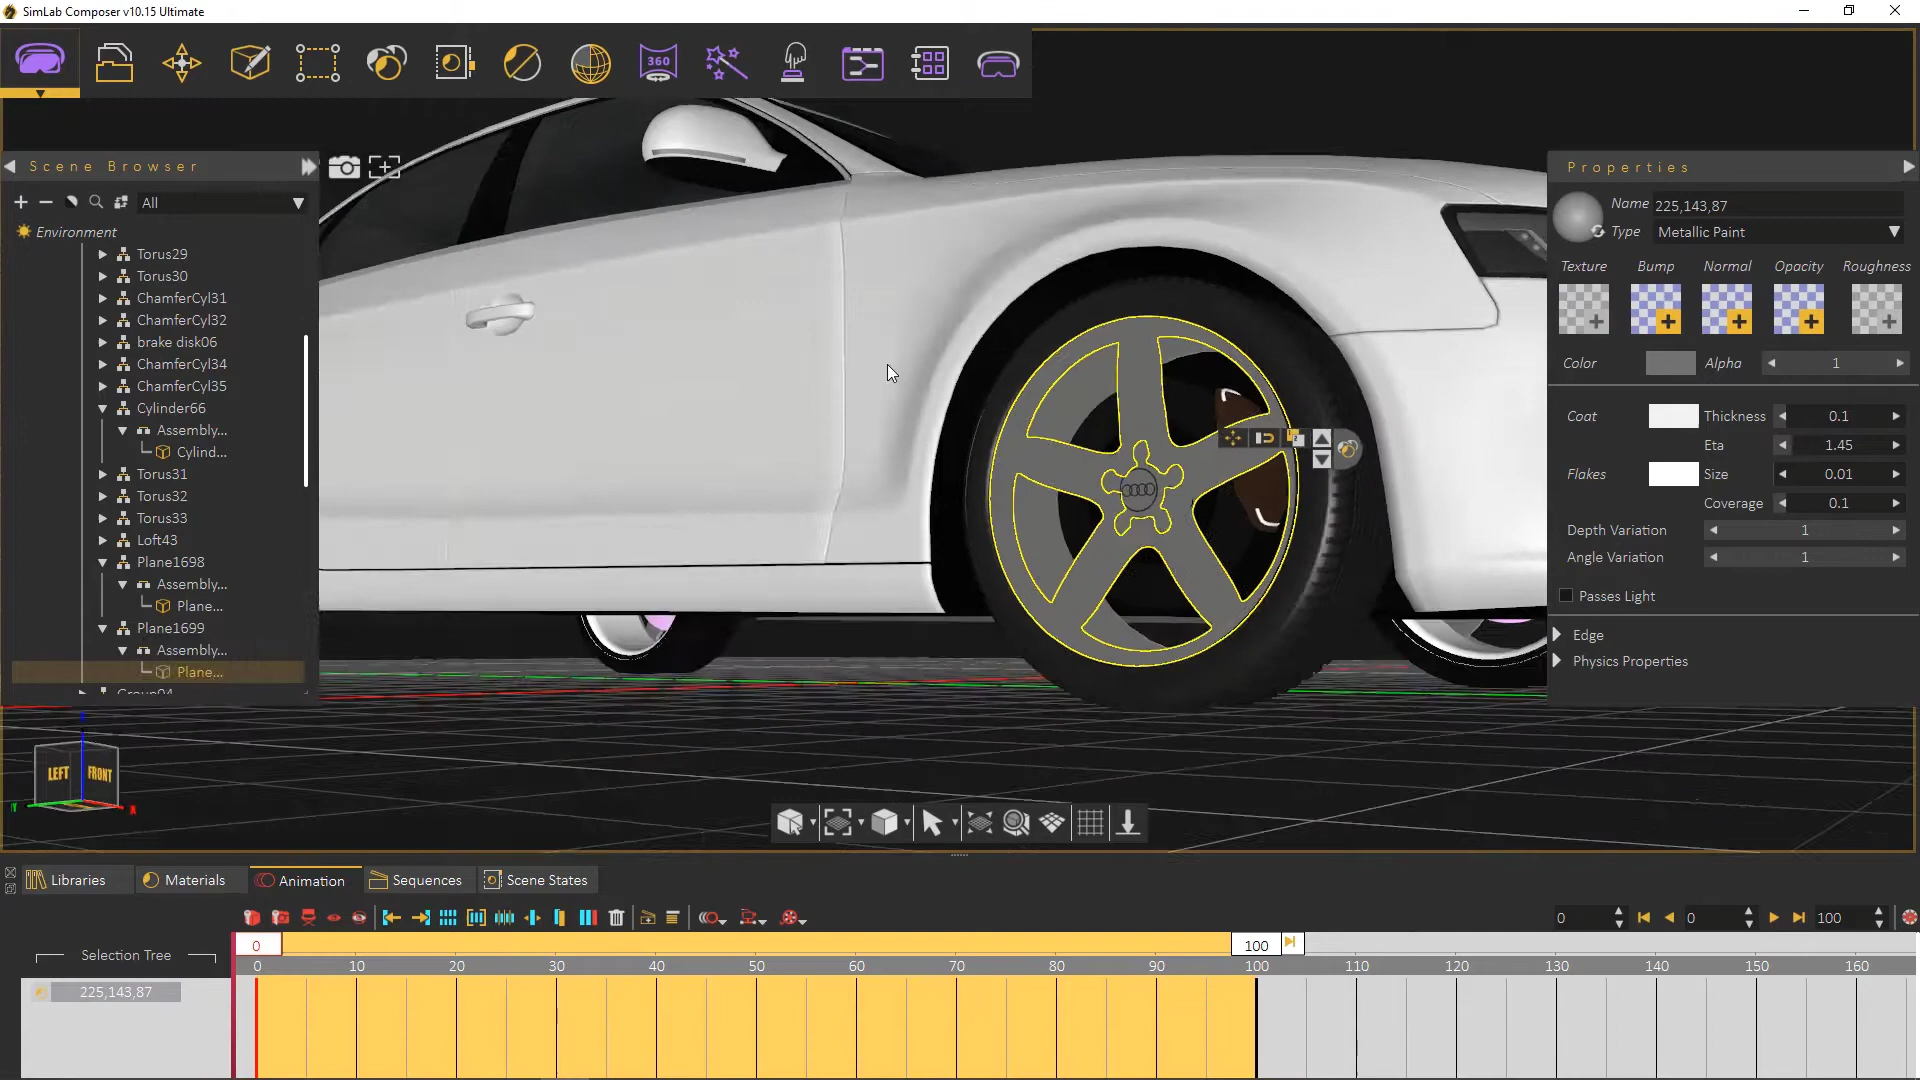 SimLab Composer v10.15 Ultimate
360
Scene Browser
All
Environment
Torus29
Torus30
ChamferCyl31
ChamferCyl32
brake disk06
ChamferCyl34
ChamferCyl35
Cylinder66
Assembly...
Cylind...
Torus31
Torus32
Torus33
Loft43
Plane1698
Assembly...
Plane...
Plane1699
Assembly...
Plane...
Group04
LEFT FRONT
Y X
Properties
Name 225,143,87
Type Metallic Paint
Texture Bump Normal Opacity Roughness
Color Alpha 1
Coat Thickness 0.1
Eta 1.45
Flakes Size 0.01
Coverage 0.1
Depth Variation 1
Angle Variation 1
Passes Light
Edge
Physics Properties
Libraries Materials Animation Sequences Scene States
0 0 100
Selection Tree
0 100
0 10 20 30 40 50 60 70 80 90 100 110 120 130 140 150 160
225,143,87